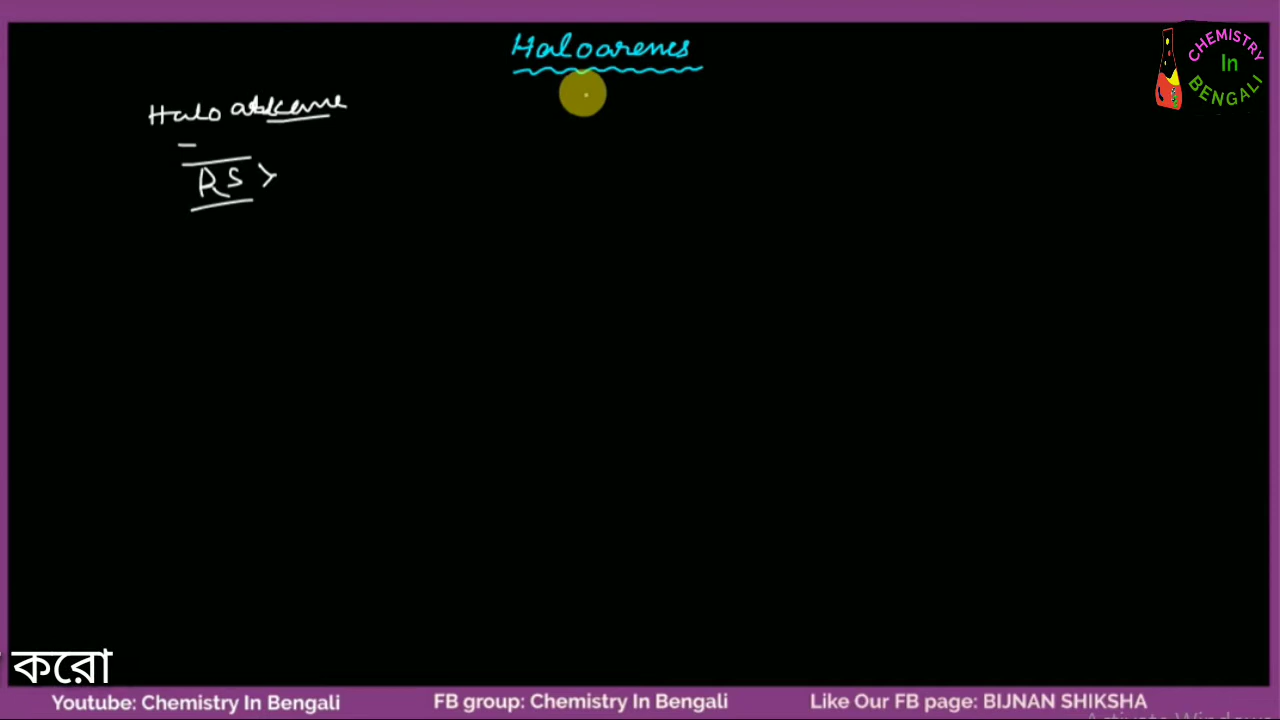 Haloarenes
CHEMISTRY
In
BENGALI
Halo alkane
RS >
করো
Youtube: Chemistry In Bengali
FB group: Chemistry In Bengali
Like Our FB page: BIJNAN SHIKSHA